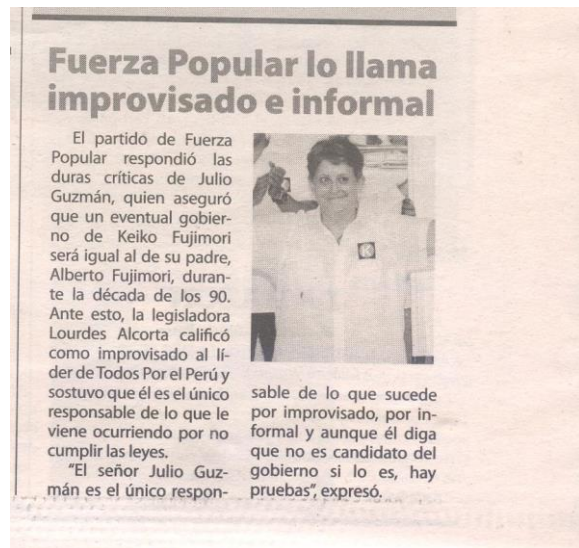 Fuerza Popular lo llama
improvisado e informal
El partido de Fuerza
Popular respondió las
duras críticas de Julio
Guzmán, quien aseguró
que un eventual gobier-
no de Keiko Fujimori
será igual al de su padre,
Alberto Fujimori, duran-
te la década de los 90.
Ante esto, la legisladora
Lourdes Alcorta calificó
como improvisado al lí-
der de Todos Por el Perú y
sostuvo que él es el único
responsable de lo que le
viene ocurriendo por no
cumplir las leyes.
"El señor Julio Guz-
mán es el único respon-
sable de lo que sucede
por improvisado, por in-
formal y aunque él diga
que no es candidato del
gobierno si lo es, hay
pruebas", expresó.
K